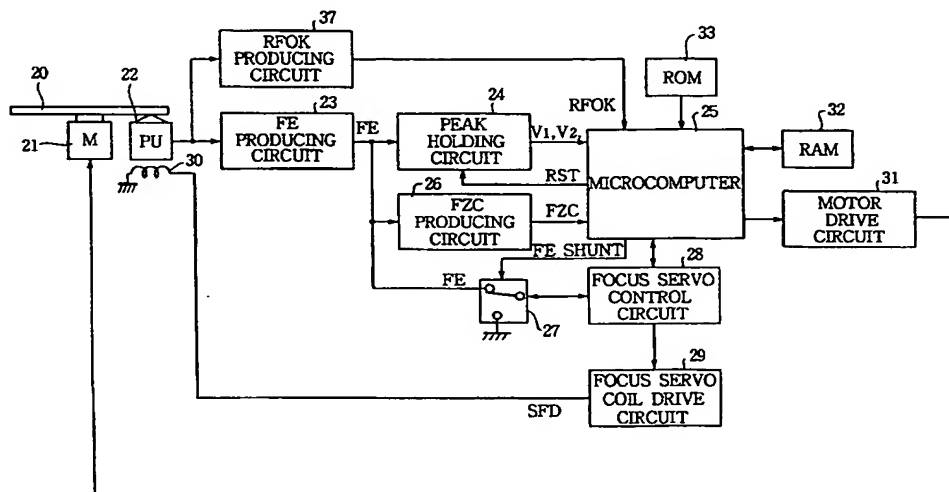 37
RFOK
PRODUCING
CIRCUIT
33
ROM
20
22
23
24
RFOK
25
32
M
PU
FE
PRODUCING
CIRCUIT
FE
PEAK
HOLDING
CIRCUIT
V1,V2
MICROCOMPUTER
RAM
21
30
RST
26
FZC
PRODUCING
CIRCUIT
FZC
31
MOTOR
DRIVE
CIRCUIT
FE SHUNT
28
FE
27
FOCUS SERVO
CONTROL
CIRCUIT
29
FOCUS SERVO
COIL DRIVE
CIRCUIT
SFD